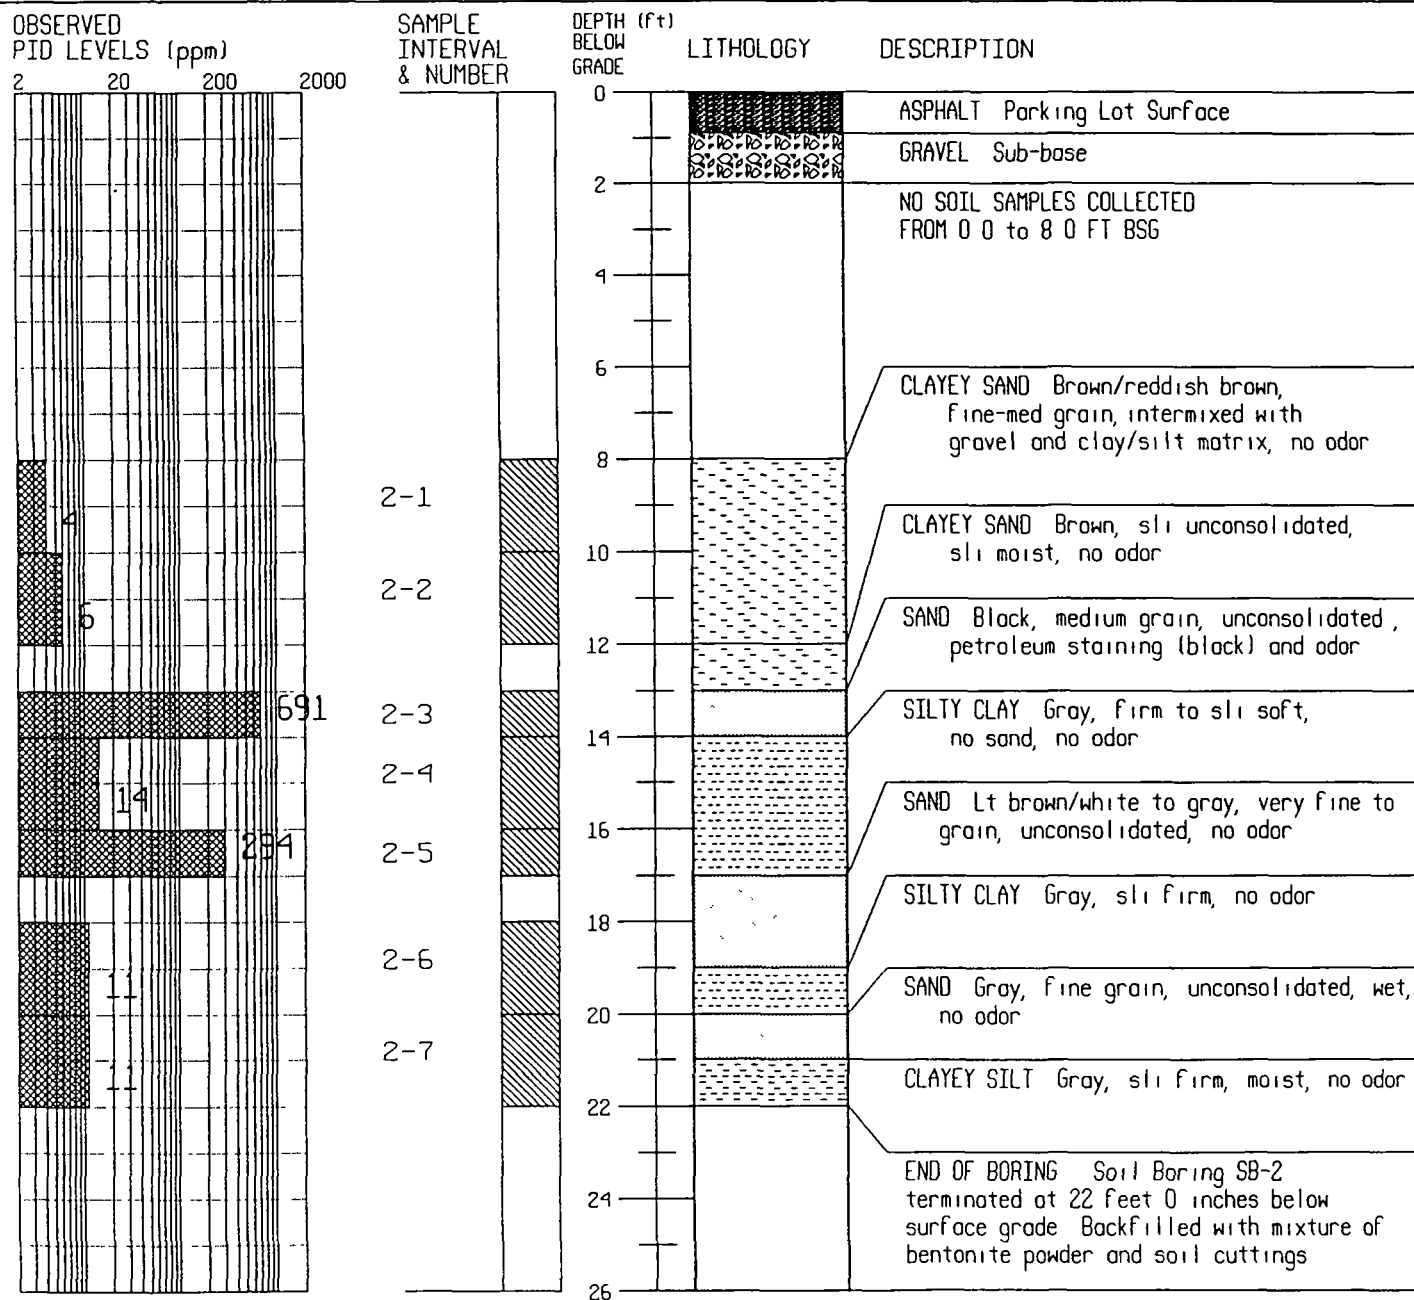 OBSERVED
PID LEVELS (ppm)
2 20 200 2000
SAMPLE
INTERVAL
& NUMBER
DEPTH (ft)
BELOW
GRADE
LITHOLOGY
DESCRIPTION
0
2
4
6
8
10
12
14
16
18
20
22
24
26
4
6
691
14
294
11
11
2-1
2-2
2-3
2-4
2-5
2-6
2-7
ASPHALT Parking Lot Surface
GRAVEL Sub-base
NO SOIL SAMPLES COLLECTED
FROM 0 0 to 8 0 FT BSG
CLAYEY SAND Brown/reddish brown,
fine-med grain, intermixed with
gravel and clay/silt matrix, no odor
CLAYEY SAND Brown, sli unconsolidated,
sli moist, no odor
SAND Black, medium grain, unconsolidated ,
petroleum staining (black) and odor
SILTY CLAY Gray, firm to sli soft,
no sand, no odor
SAND Lt brown/white to gray, very fine to
grain, unconsolidated, no odor
SILTY CLAY Gray, sli firm, no odor
SAND Gray, fine grain, unconsolidated, wet,
no odor
CLAYEY SILT Gray, sli firm, moist, no odor
END OF BORING Soil Boring SB-2
terminated at 22 feet 0 inches below
surface grade Backfilled with mixture of
bentonite powder and soil cuttings